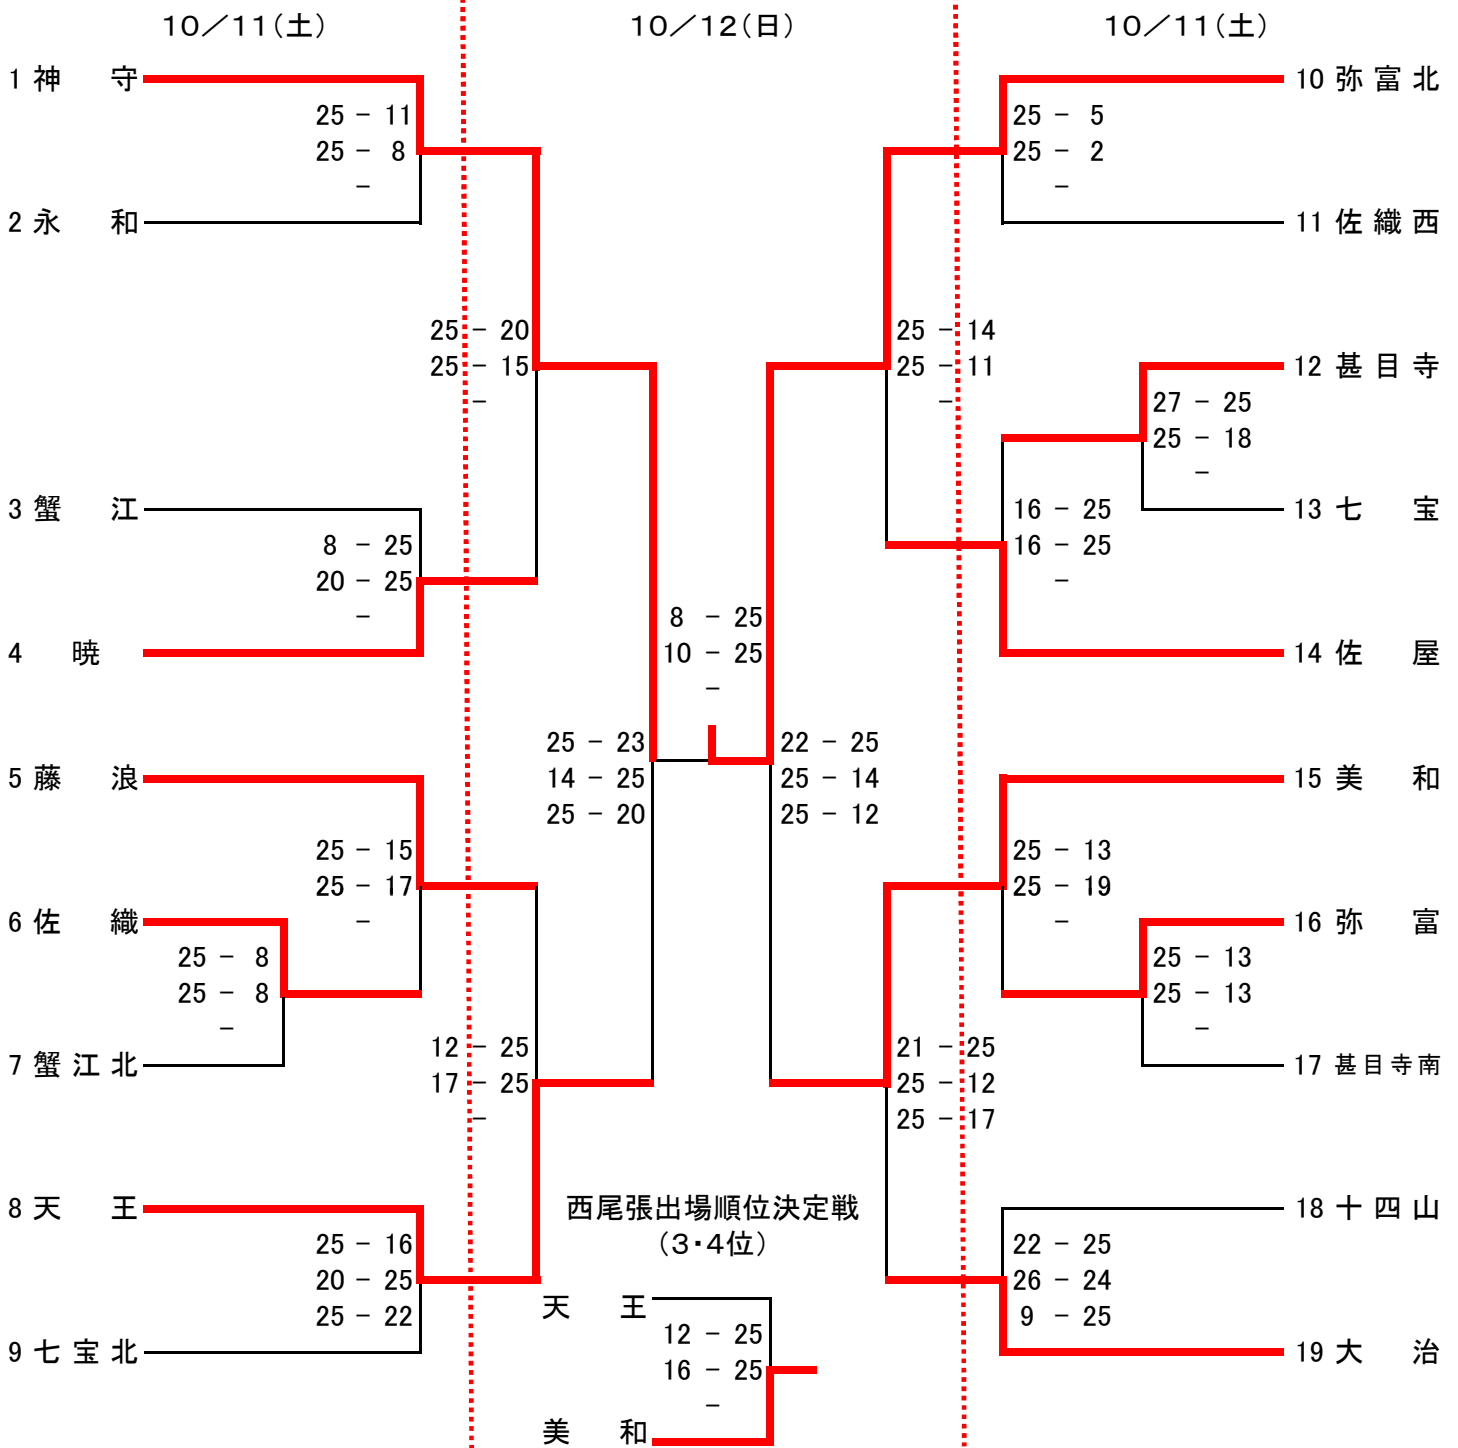 10／11（土）
10／12（日）
10／11（土）
1 神 守
25 － 11
25 － 8
－
2 永 和
25 － 20
25 － 15
－
3 蟹 江
8 － 25
20 － 25
－
4 暁
5 藤 浪
25 － 15
25 － 17
－
6 佐 織
25 － 8
25 － 8
－
7 蟹 江 北
12 － 25
17 － 25
－
8 天 王
25 － 16
20 － 25
25 － 22
9 七 宝 北
25 － 23
14 － 25
25 － 20
8 － 25
10 － 25
－
22 － 25
25 － 14
25 － 12
西尾張出場順位決定戦
（3・4位）
天 王
12 － 25
16 － 25
－
美 和
10 弥 富 北
25 － 5
25 － 2
－
11 佐 織 西
25 － 14
25 － 11
－
12 甚 目 寺
27 － 25
25 － 18
－
13 七 宝
16 － 25
16 － 25
－
14 佐 屋
15 美 和
25 － 13
25 － 19
－
16 弥 富
25 － 13
25 － 13
－
17 甚 目 寺 南
21 － 25
25 － 12
25 － 17
18 十 四 山
22 － 25
26 － 24
9 － 25
19 大 治